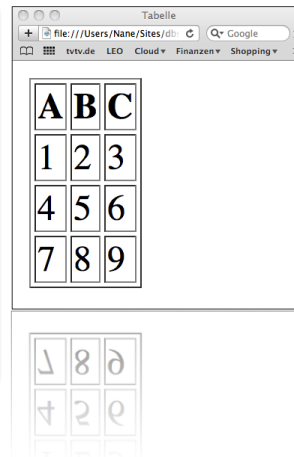 Tabelle
file:///Users/Nane/Sites/db Google
tvtv.de LEO Cloud Finanzen Shopping
A B C
1 2 3
4 5 6
7 8 9